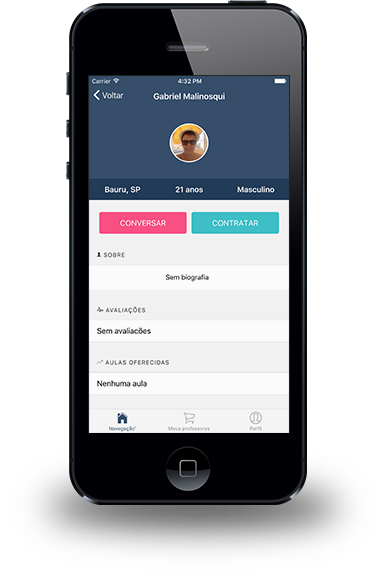 Carrier 4:32 PM
Voltar Gabriel Malinosqui
Bauru, SP 21 anos Masculino
CONVERSAR CONTRATAR
SOBRE
Sem biografia
AVALIAÇÕES
Sem avaliacões
AULAS OFERECIDAS
Nenhuma aula
Navegação Meus professores Perfil